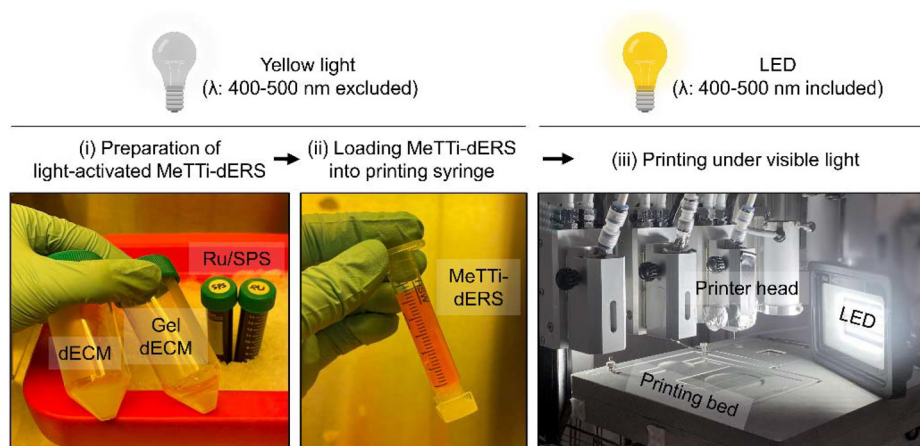 Yellow light
(λ: 400-500 nm excluded)
LED
(λ: 400-500 nm included)
(i) Preparation of
light-activated MeTTi-dERS
(ii) Loading MeTTi-dERS
into printing syringe
(iii) Printing under visible light
Ru/SPS
SPS
RU
dECM
Gel
dECM
MeTTi-
dERS
Printer head
LED
Printing bed